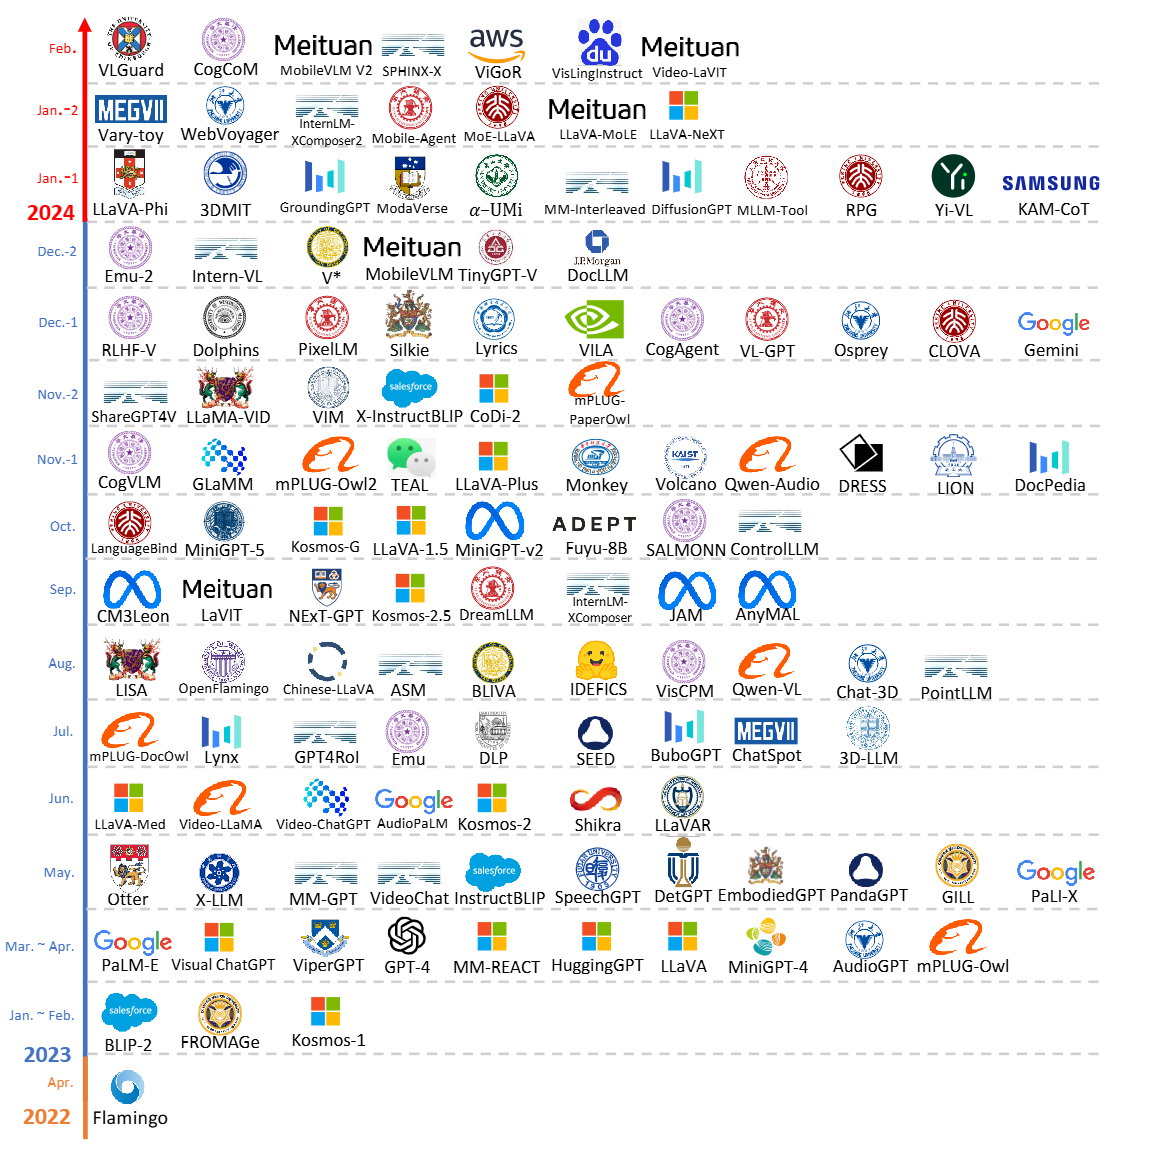 Feb.
aws
Meituan
Meituan
du
VLGuard
CogCoM
MobileVLM V2
SPHINX-X
ViGoR
VisLingInstruct
Video-LaVIT
Jan.-2
MEGVII
Meituan
Vary-toy
WebVoyager
InternLM-
XComposer2
Mobile-Agent
MoE-LLaVA
LLaVA-MoLE
LLaVA-NeXT
Jan.-1
2024
Yi
SAMSUNG
LLaVA-Phi
3DMIT
GroundingGPT
ModaVerse
α-UMi
MM-Interleaved
DiffusionGPT
MLLM-Tool
RPG
Yi-VL
KAM-CoT
Dec.-2
Meituan
J.P.Morgan
Emu-2
Intern-VL
V*
MobileVLM
TinyGPT-V
DocLLM
Dec.-1
Google
RLHF-V
Dolphins
PixelLM
Silkie
Lyrics
VILA
CogAgent
VL-GPT
Osprey
CLOVA
Gemini
Nov.-2
salesforce
ShareGPT4V
LLaMA-VID
VIM
X-InstructBLIP
CoDi-2
mPLUG-
PaperOwl
Nov.-1
KAIST
CogVLM
GLaMM
mPLUG-Owl2
TEAL
LLaVA-Plus
Monkey
Volcano
Qwen-Audio
DRESS
LION
DocPedia
Oct.
ADEPT
LanguageBind
MiniGPT-5
Kosmos-G
LLaVA-1.5
MiniGPT-v2
Fuyu-8B
SALMONN
ControlLLM
Sep.
Meituan
CM3Leon
LaVIT
NExT-GPT
Kosmos-2.5
DreamLLM
InternLM-
XComposer
JAM
AnyMAL
Aug.
LISA
OpenFlamingo
Chinese-LLaVA
ASM
BLIVA
IDEFICS
VisCPM
Qwen-VL
Chat-3D
PointLLM
Jul.
MEGVII
mPLUG-DocOwl
Lynx
GPT4RoI
Emu
DLP
SEED
BuboGPT
ChatSpot
3D-LLM
Jun.
Google
LLaVA-Med
Video-LLaMA
Video-ChatGPT
AudioPaLM
Kosmos-2
Shikra
LLaVAR
May.
salesforce
Google
Otter
X-LLM
MM-GPT
VideoChat
InstructBLIP
SpeechGPT
DetGPT
EmbodiedGPT
PandaGPT
GILL
PaLI-X
Mar. ~ Apr.
Google
PaLM-E
Visual ChatGPT
ViperGPT
GPT-4
MM-REACT
HuggingGPT
LLaVA
MiniGPT-4
AudioGPT
mPLUG-Owl
Jan. ~ Feb.
2023
salesforce
BLIP-2
FROMAGe
Kosmos-1
Apr.
2022
Flamingo